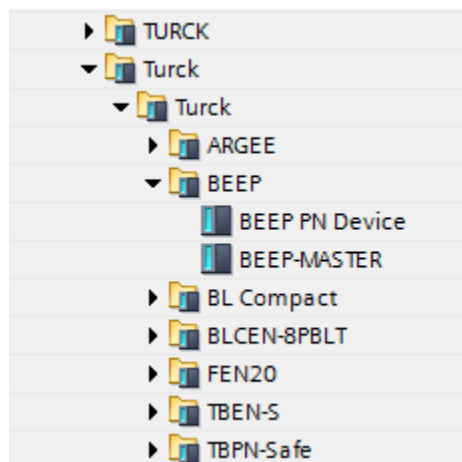 TURCK
Turck
Turck
ARGEE
BEEP
BEEP PN Device
BEEP-MASTER
BL Compact
BLCEN-8PBLT
FEN20
TBEN-S
TBPN-Safe